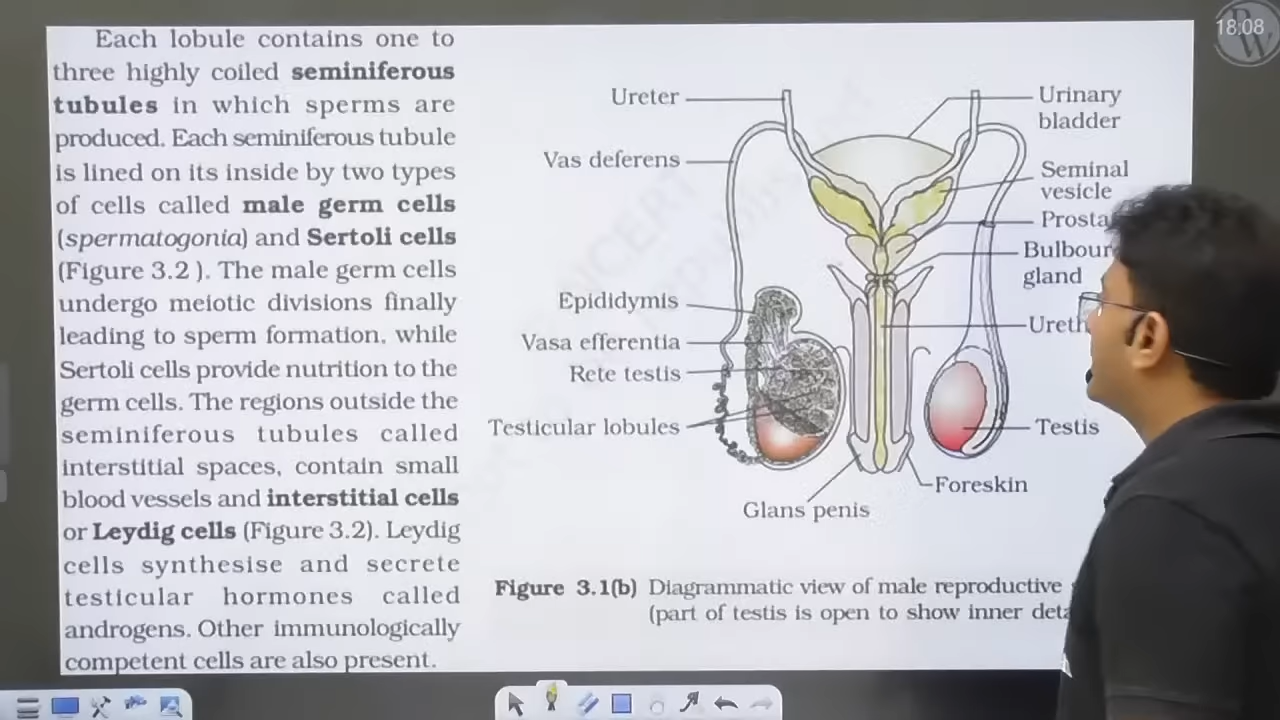 18:08
Each lobule contains one to
three highly coiled seminiferous
tubules in which sperms are
produced. Each seminiferous tubule
is lined on its inside by two types
of cells called male germ cells
(spermatogonia) and Sertoli cells
(Figure 3.2 ). The male germ cells
undergo meiotic divisions finally
leading to sperm formation, while
Sertoli cells provide nutrition to the
germ cells. The regions outside the
seminiferous tubules called
interstitial spaces, contain small
blood vessels and interstitial cells
or Leydig cells (Figure 3.2). Leydig
cells synthesise and secrete
testicular hormones called
androgens. Other immunologically
competent cells are also present.
Ureter
Vas deferens
Epididymis
Vasa efferentia
Rete testis
Testicular lobules
Glans penis
Urinary
bladder
Seminal
vesicle
Prosta
Bulbour
gland
Ureth
Testis
Foreskin
Figure 3.1(b) Diagrammatic view of male reproductive
(part of testis is open to show inner deta